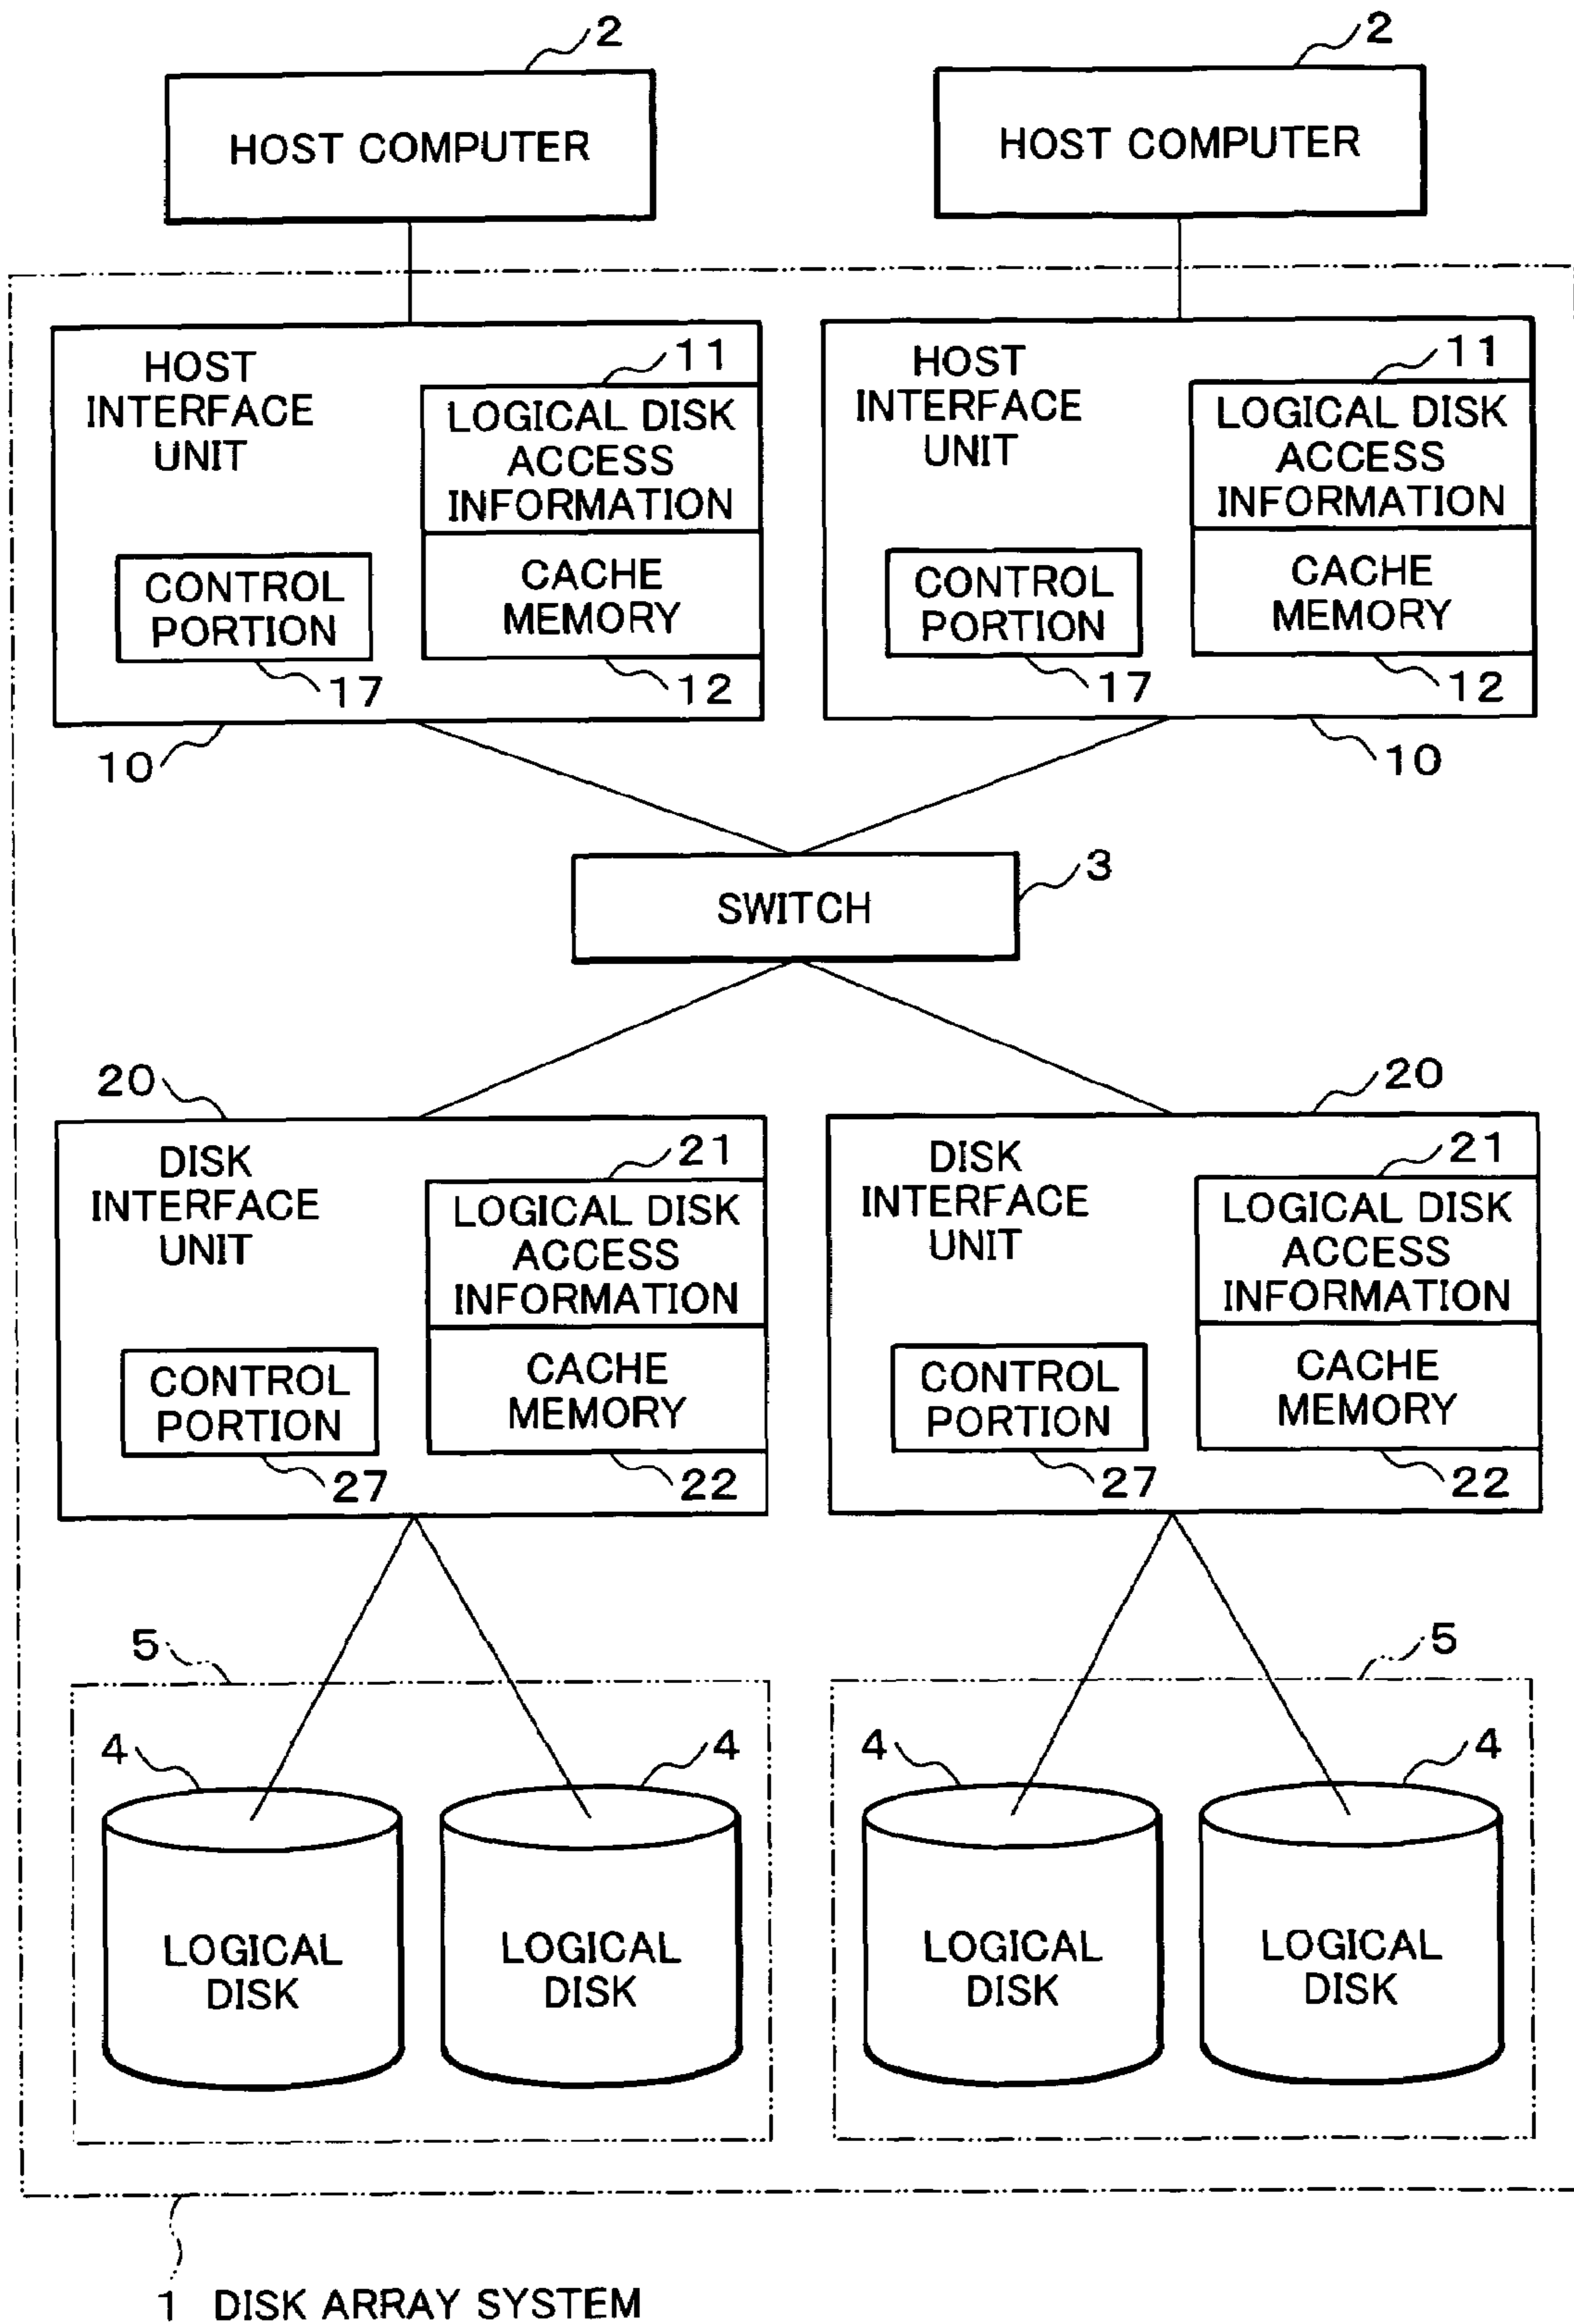 2
2
HOST COMPUTER
HOST COMPUTER
HOST
INTERFACE
UNIT
11
LOGICAL DISK
ACCESS
INFORMATION
CONTROL
PORTION
17
CACHE
MEMORY
12
10
HOST
INTERFACE
UNIT
11
LOGICAL DISK
ACCESS
INFORMATION
CONTROL
PORTION
17
CACHE
MEMORY
12
10
SWITCH
3
20
DISK
INTERFACE
UNIT
21
LOGICAL DISK
ACCESS
INFORMATION
CONTROL
PORTION
27
CACHE
MEMORY
22
20
DISK
INTERFACE
UNIT
21
LOGICAL DISK
ACCESS
INFORMATION
CONTROL
PORTION
27
CACHE
MEMORY
22
5
4
4
LOGICAL
DISK
LOGICAL
DISK
5
4
4
LOGICAL
DISK
LOGICAL
DISK
1 DISK ARRAY SYSTEM